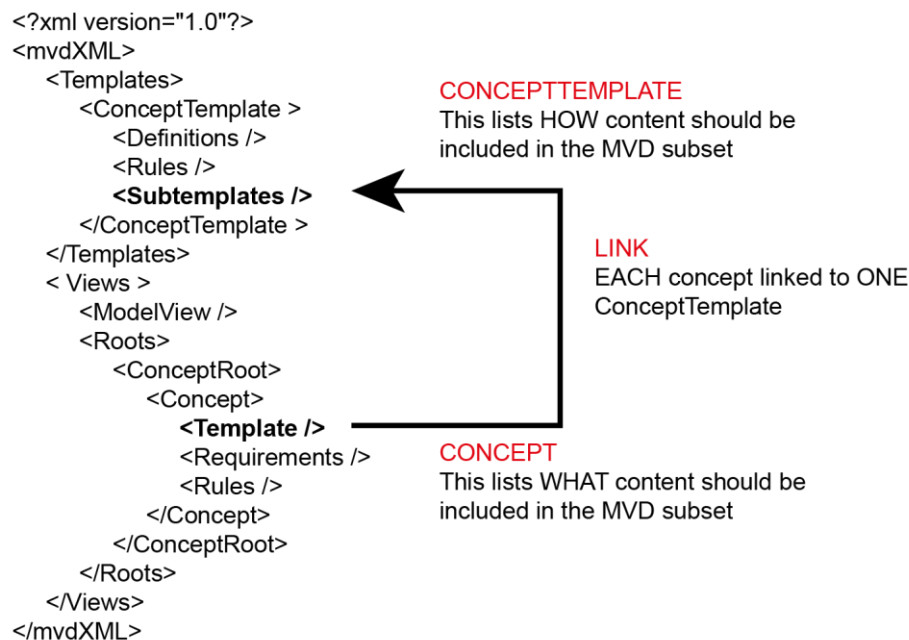 <?xml version="1.0"?>
<mvdXML>
<Templates>
<ConceptTemplate >
<Definitions />
<Rules />
<Subtemplates />
</ConceptTemplate >
</Templates>
< Views >
<ModelView />
<Roots>
<ConceptRoot>
<Concept>
<Template />
<Requirements />
<Rules />
</Concept>
</ConceptRoot>
</Roots>
</Views>
</mvdXML>
CONCEPTTEMPLATE
This lists HOW content should be
included in the MVD subset
LINK
EACH concept linked to ONE
ConceptTemplate
CONCEPT
This lists WHAT content should be
included in the MVD subset